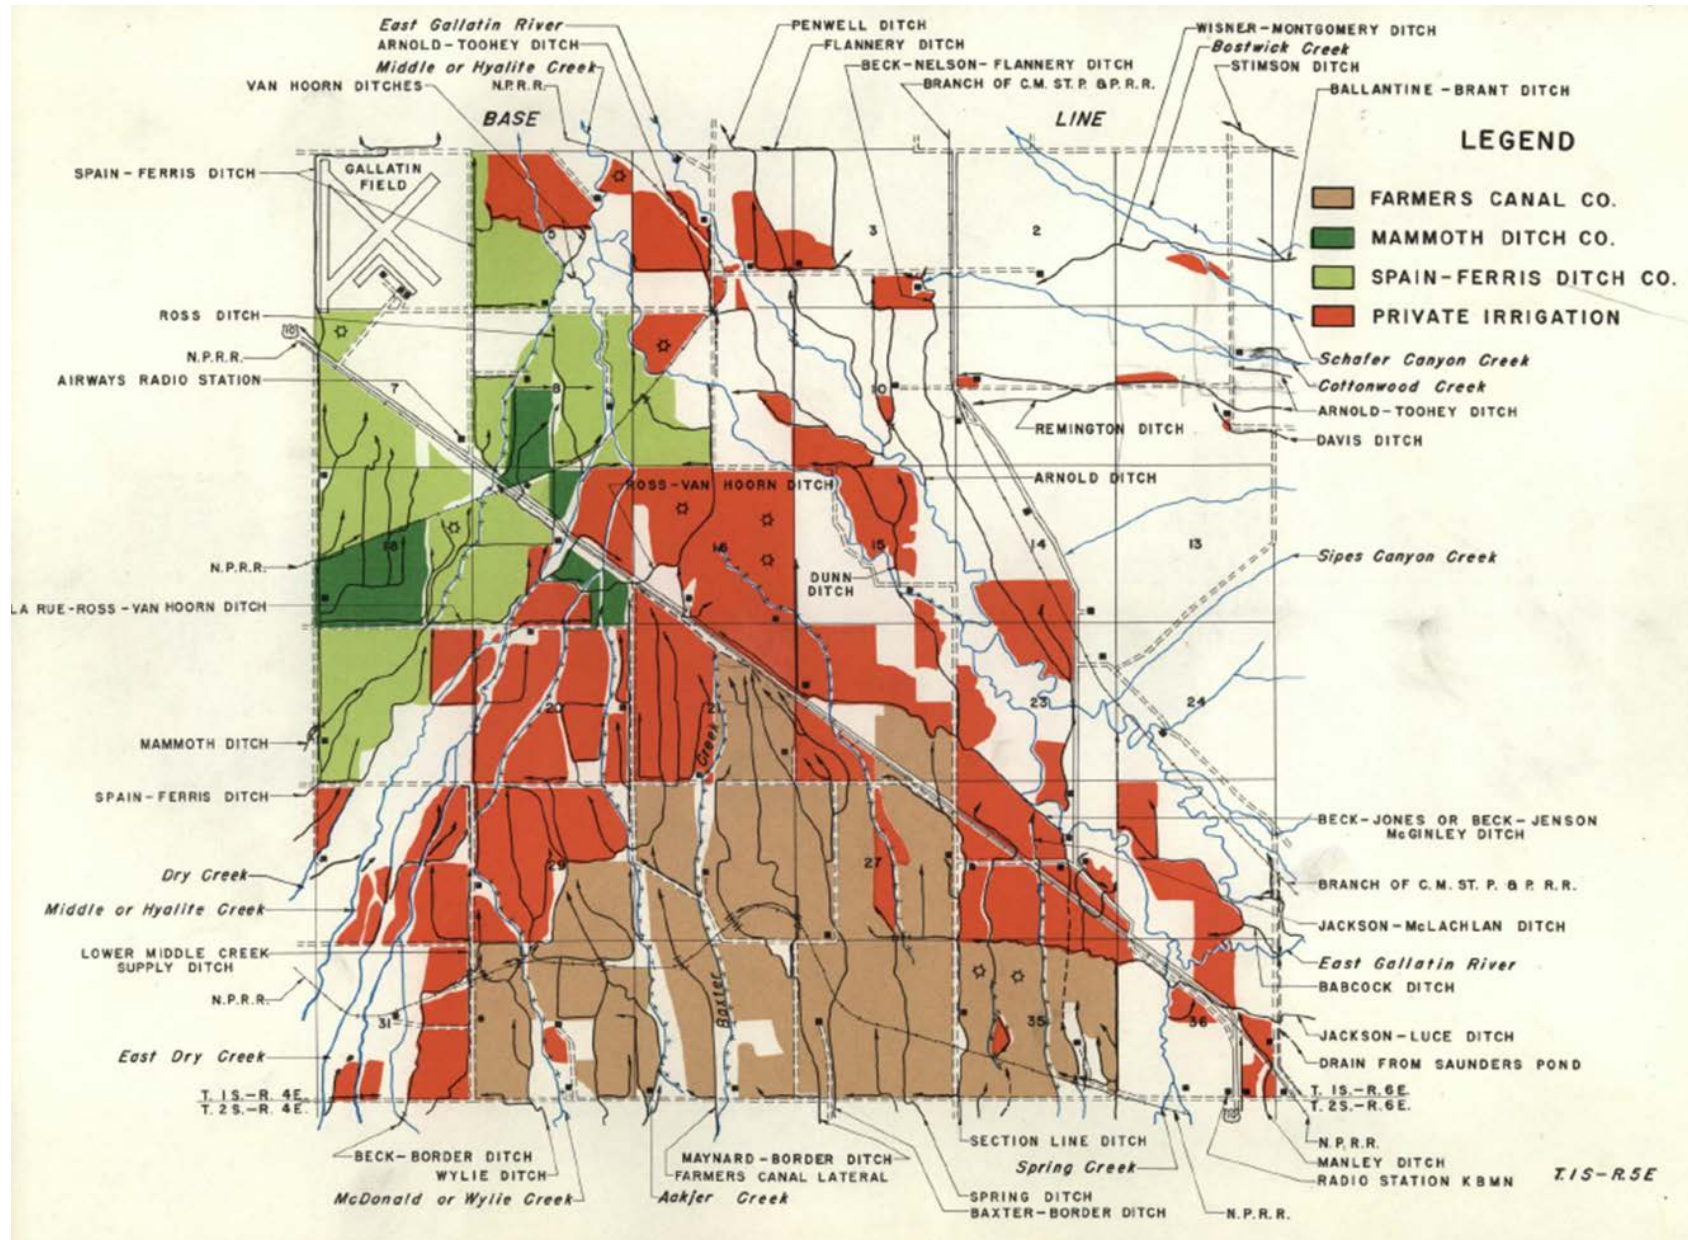 East Gallatin River
ARNOLD-TOOHEY DITCH
Middle or Hyalite Creek
N.P.R.R.
VAN HOORN DITCHES
PENWELL DITCH
FLANNERY DITCH
BECK-NELSON-FLANNERY DITCH
BRANCH OF C.M. ST. P. & P. R.R.
WISNER-MONTGOMERY DITCH
Bostwick Creek
STIMSON DITCH
BALLANTINE-BRANT DITCH
BASE
LINE
LEGEND
FARMERS CANAL CO.
MAMMOTH DITCH CO.
SPAIN-FERRIS DITCH CO.
PRIVATE IRRIGATION
SPAIN-FERRIS DITCH
GALLATIN
FIELD
5
3
2
1
ROSS DITCH
N.P.R.R.
AIRWAYS RADIO STATION
7
8
10
Schafer Canyon Creek
Cottonwood Creek
ARNOLD-TOOHEY DITCH
REMINGTON DITCH
DAVIS DITCH
ROSS-VAN HOORN DITCH
ARNOLD DITCH
18
16
15
14
13
Sipes Canyon Creek
N.P.R.R.
DUNN
DITCH
LA RUE-ROSS-VAN HOORN DITCH
20
21
23
24
Creek
MAMMOTH DITCH
SPAIN-FERRIS DITCH
BECK-JONES OR BECK-JENSON
McGINLEY DITCH
29
27
Dry Creek
BRANCH OF C.M. ST. P. & P. R.R.
Middle or Hyalite Creek
JACKSON-McLACHLAN DITCH
LOWER MIDDLE CREEK
SUPPLY DITCH
East Gallatin River
BABCOCK DITCH
N.P.R.R.
Baxter
31
35
36
JACKSON-LUCE DITCH
East Dry Creek
DRAIN FROM SAUNDERS POND
T. 1S.-R. 4E.
T. 2S.-R. 4E.
T. 1S.-R.6E.
T. 2S.-R.6E.
BECK-BORDER DITCH
WYLIE DITCH
McDonald or Wylie Creek
MAYNARD-BORDER DITCH
FARMERS CANAL LATERAL
Aakjer Creek
SECTION LINE DITCH
Spring Creek
SPRING DITCH
BAXTER-BORDER DITCH
N.P.R.R.
N.P.R.R.
MANLEY DITCH
RADIO STATION KBMN
T.1S-R.5E